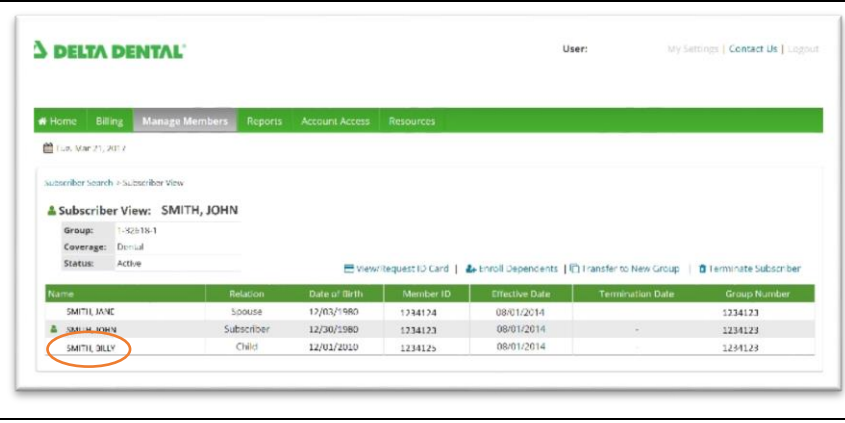 DELTA DENTAL
User: My Settings | Contact Us | Logout
Home Billing Manage Members Reports Account Access Resources
Tue, Mar 21, 2017
Subscriber Search > Subscriber View
Subscriber View: SMITH, JOHN
Group: 1-32618-1
Coverage: Dental
Status: Active
View/Request ID Card | Enroll Dependents | Transfer to New Group | Terminate Subscriber
Name Relation Date of Birth Member ID Effective Date Termination Date Group Number
SMITH, JANE Spouse 12/03/1980 1234124 08/01/2014 1234123
SMITH, JOHN Subscriber 12/30/1980 1234123 08/01/2014 - 1234123
SMITH, BILLY Child 12/01/2010 1234125 08/01/2014 - 1234123